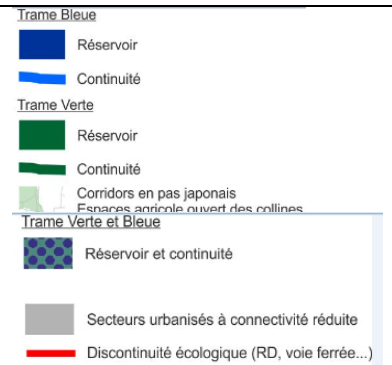 Trame Bleue
Réservoir
Continuité
Trame Verte
Réservoir
Continuité
Corridors en pas japonais
Espaces agricole ouvert des collines
Trame Verte et Bleue
Réservoir et continuité
Secteurs urbanisés à connectivité réduite
Discontinuité écologique (RD, voie ferrée...)